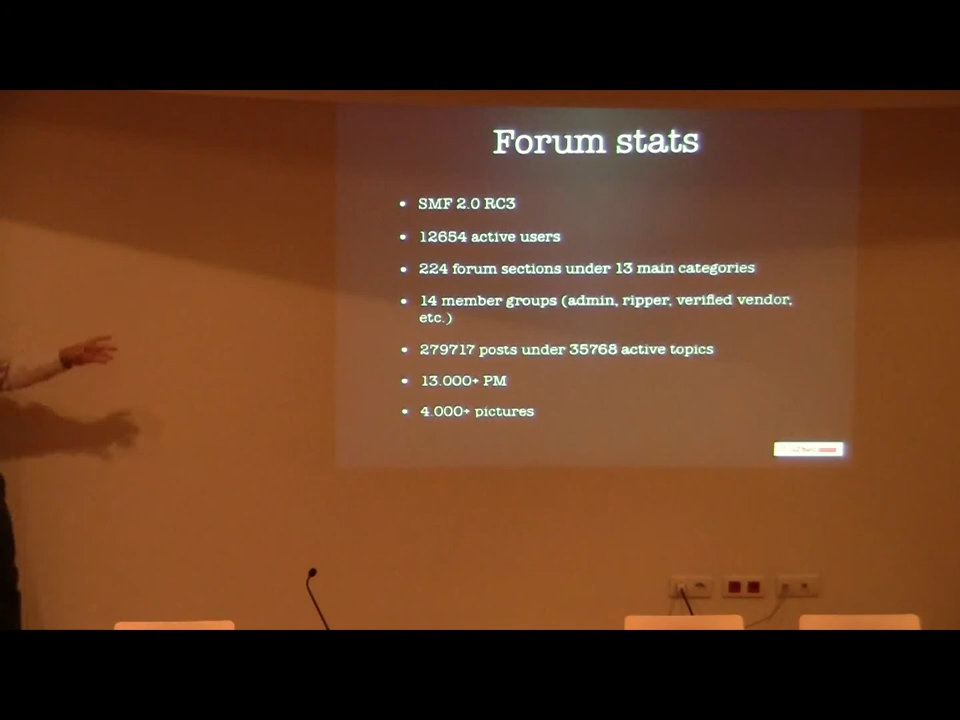 Forum stats
• SMF 2.0 RC3
• 12654 active users
• 224 forum sections under 13 main categories
• 14 member groups (admin, ripper, verified vendor,
etc.)
• 279717 posts under 35768 active topics
• 13.000+ PM
• 4.000+ pictures